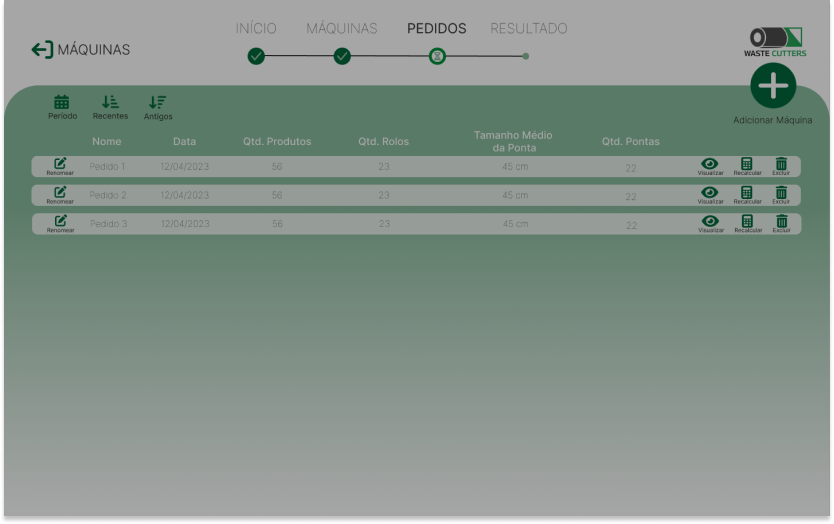 INÍCIO MÁQUINAS PEDIDOS RESULTADO
MÁQUINAS
WASTE CUTTERS
Período Recentes Antigos
Adicionar Máquina
Nome Data Qtd. Produtos Qtd. Rolos Tamanho Médio da Ponta Qtd. Pontas
Renomear Pedido 1 12/04/2023 56 23 45 cm 22 Visualizar Recalcular Excluir
Renomear Pedido 2 12/04/2023 56 23 45 cm 22 Visualizar Recalcular Excluir
Renomear Pedido 3 12/04/2023 56 23 45 cm 22 Visualizar Recalcular Excluir